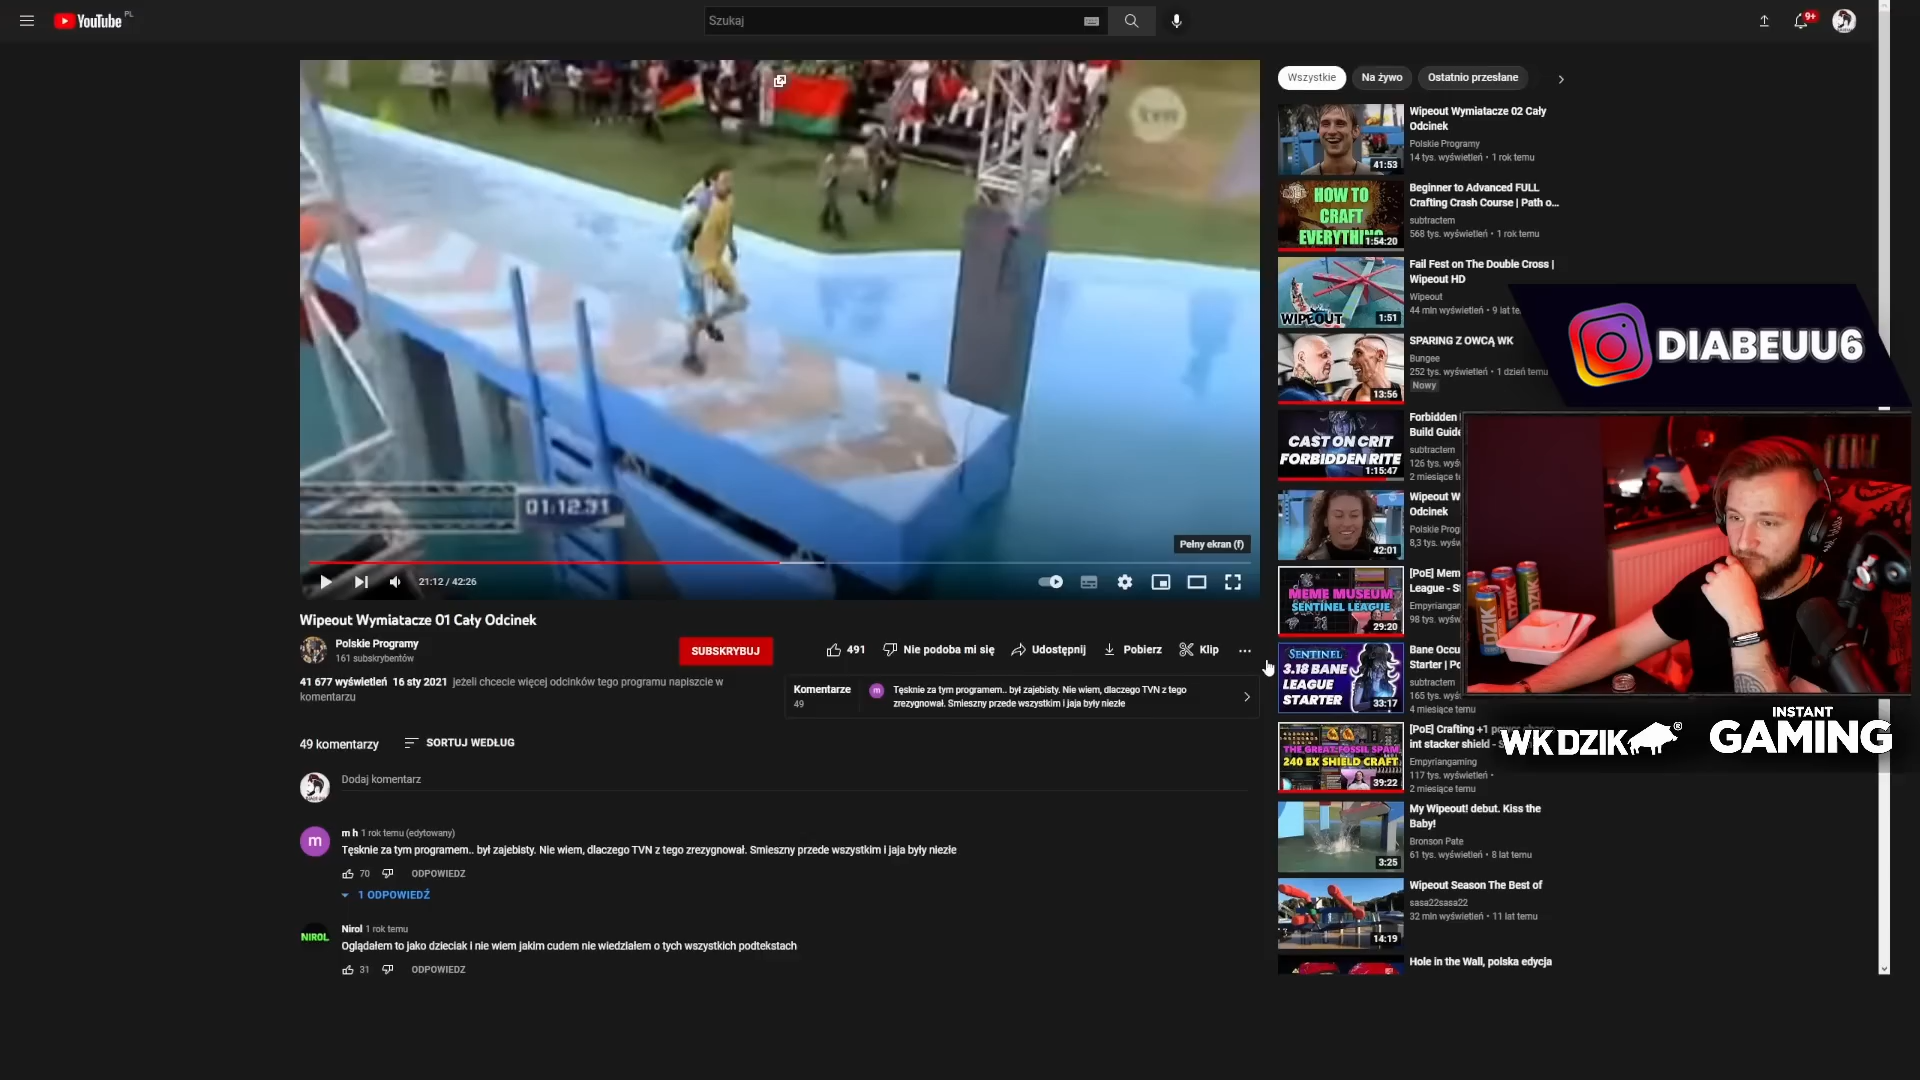 YouTube PL
Szukaj
9+
tvn
01:12.31
Pełny ekran (f)
21:12 / 42:26
Wipeout Wymiatacze 01 Cały Odcinek
Polskie Programy
161 subskrybentów
SUBSKRYBUJ
491
Nie podoba mi się
Udostępnij
Pobierz
Klip
41 677 wyświetleń 16 sty 2021 jeżeli chcecie więcej odcinków tego programu napiszcie w
komentarzu
Komentarze
49
m
Tęsknie za tym programem.. był zajebisty. Nie wiem, dlaczego TVN z tego
zrezygnował. Smieszny przede wszystkim i jaja były niezłe
49 komentarzy
SORTUJ WEDŁUG
Dodaj komentarz
m
m h 1 rok temu (edytowany)
Tęsknie za tym programem.. był zajebisty. Nie wiem, dlaczego TVN z tego zrezygnował. Smieszny przede wszystkim i jaja były niezłe
70
ODPOWIEDZ
1 ODPOWIEDŹ
NIROL
Nirol 1 rok temu
Oglądałem to jako dzieciak i nie wiem jakim cudem nie wiedziałem o tych wszystkich podtekstach
31
ODPOWIEDZ
Wszystkie
Na żywo
Ostatnio przesłane
41:53
Wipeout Wymiatacze 02 Cały
Odcinek
Polskie Programy
14 tys. wyświetleń • 1 rok temu
HOW TO
CRAFT
EVERYTHING
1:54:20
Beginner to Advanced FULL
Crafting Crash Course | Path o...
subtractem
568 tys. wyświetleń • 1 rok temu
WIPEOUT
1:51
Fail Fest on The Double Cross |
Wipeout HD
Wipeout
44 mln wyświetleń • 9 lat te
13:56
SPARING Z OWCĄ WK
Bungee
252 tys. wyświetleń • 1 dzień temu
Nowy
CAST ON CRIT
FORBIDDEN RITE
1:15:47
Forbidden
Build Guide
subtractem
126 tys. wyś
2 miesiące t
42:01
Wipeout W
Odcinek
Polskie Prog
8,3 tys. wyśw
MEME MUSEUM
SENTINEL LEAGUE
29:20
[PoE] Mem
League - S
Empyriangar
98 tys. wyś
SENTINEL
3.18 BANE
LEAGUE
STARTER
33:17
Bane Occu
Starter | Po
subtractem
165 tys. wyś
4 miesiące temu
THE GREAT FOSSIL SPAM
240 EX SHIELD CRAFT
39:22
[PoE] Crafting +1 power charge
int stacker shield - S
Empyriangaming
117 tys. wyświetleń •
2 miesiące temu
3:25
My Wipeout! debut. Kiss the
Baby!
Bronson Pate
61 tys. wyświetleń • 8 lat temu
14:19
Wipeout Season The Best of
sasa22sasa22
32 mln wyświetleń • 11 lat temu
Hole in the Wall, polska edycja
DIABEUU6
DZIK
WK DZIK®
INSTANT
GAMING